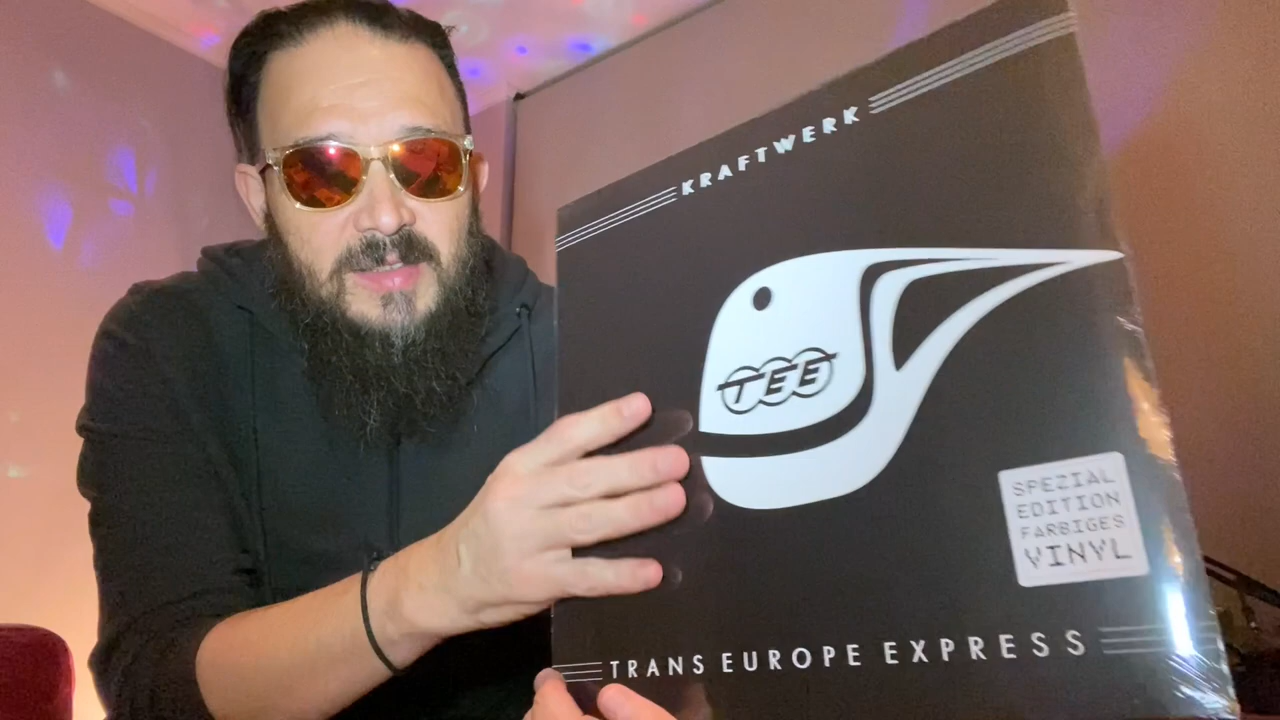 KRAFTWERK
TEE
SPEZIAL
EDITION
FARBIGES
VINYL
TRANS EUROPE EXPRESS